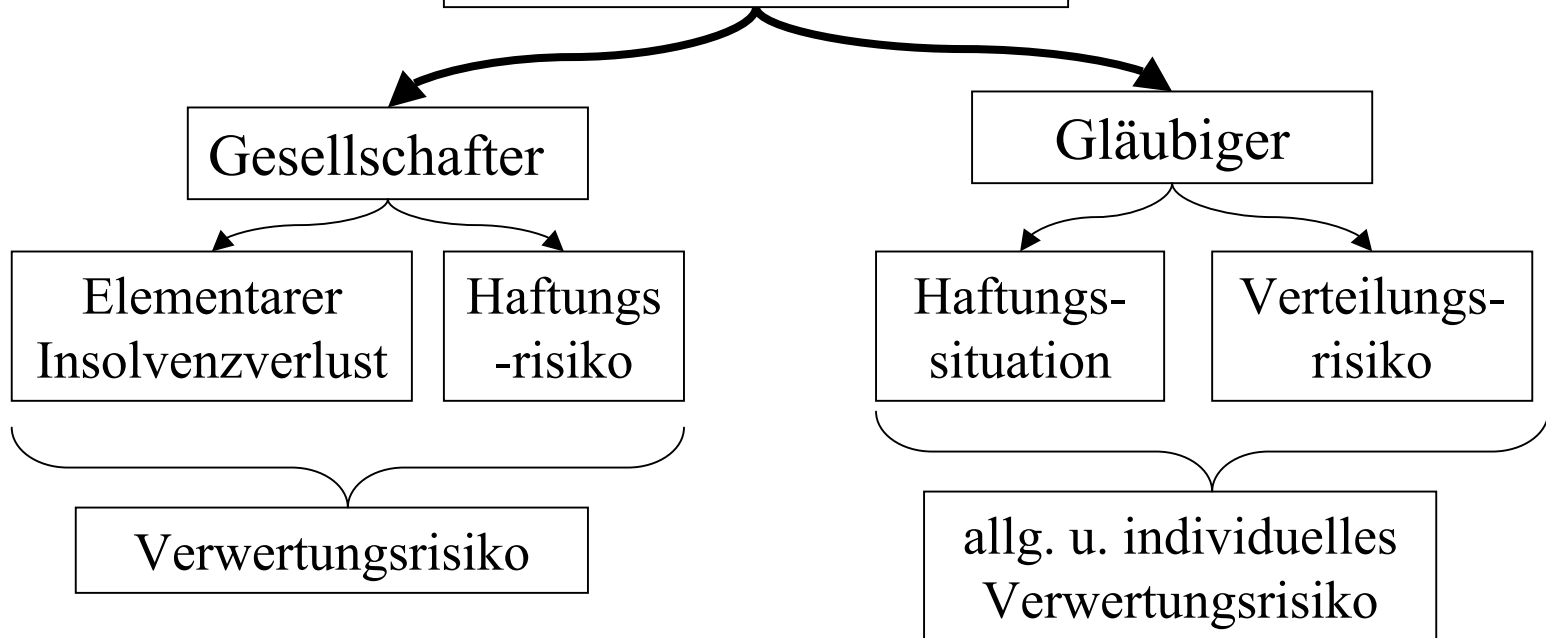 Gesellschafter
Gläubiger
Elementarer
Insolvenzverlust
Haftungs
-risiko
Haftungs-
situation
Verteilungs-
risiko
Verwertungsrisiko
allg. u. individuelles
Verwertungsrisiko